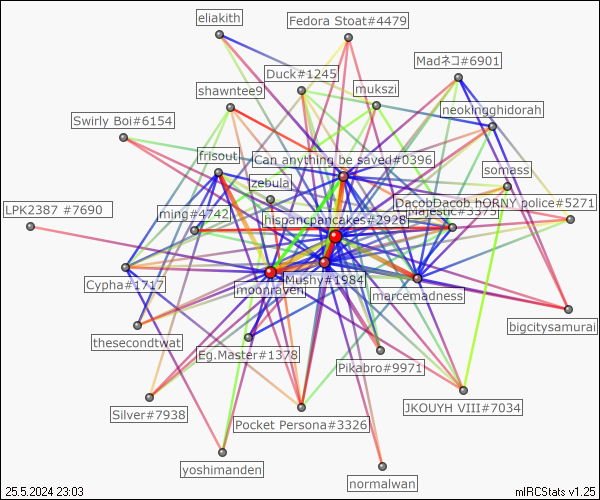 eliakith
Fedora Stoat#4479
Madネコ#6901
Duck#1245
mukszi
shawntee9
neokingghidorah
Swirly Boi#6154
frisout
Can anything be saved#0396
somass
zebula
DacobDacob hORNY police#5271
LPK2387 #7690
ming#4742
hispancpancakes#2928
Majestic#3375
Cypha#1717
moonraven
Mushy#1984
marcemadness
bigcitysamurai
thesecondtwat
Eg.Master#1378
Pikabro#9971
Silver#7938
JKOUYH VIII#7034
Pocket Persona#3326
yoshimanden
normalwan
25.5.2024 23:03
mIRCStats v1.25